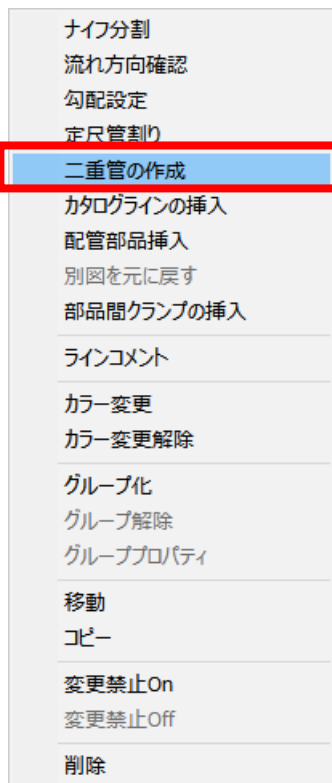 ナイフ分割
流れ方向確認
勾配設定
定尺管割り
二重管の作成
カタログラインの挿入
配管部品挿入
別図を元に戻す
部品間クランプの挿入
ラインコメント
カラー変更
カラー変更解除
グループ化
グループ解除
グループプロパティ
移動
コピー
変更禁止On
変更禁止Off
削除